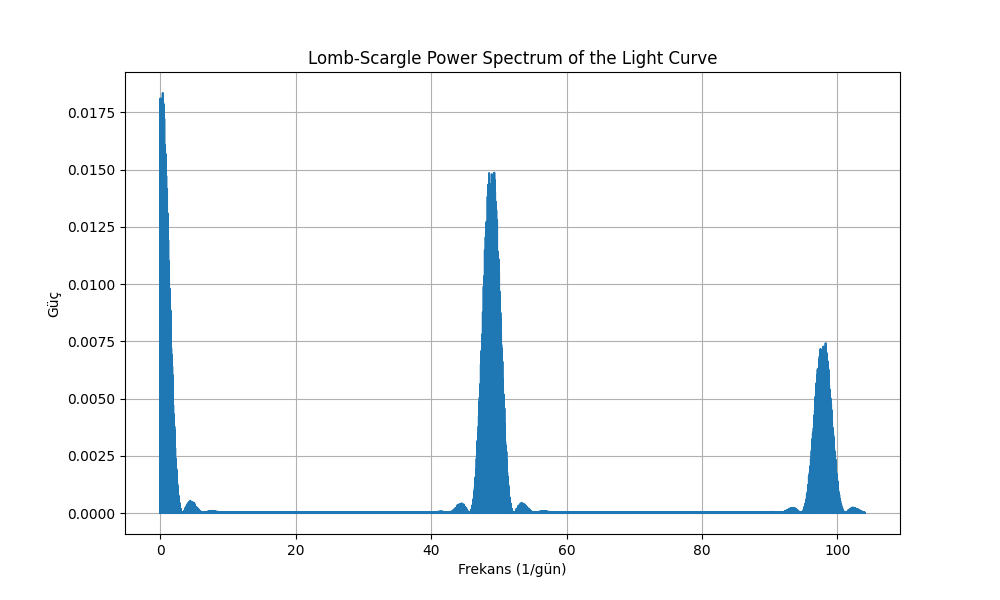 Lomb-Scargle Power Spectrum of the Light Curve
Güç
0.0175
0.0150
0.0125
0.0100
0.0075
0.0050
0.0025
0.0000
0 20 40 60 80 100
Frekans (1/gün)